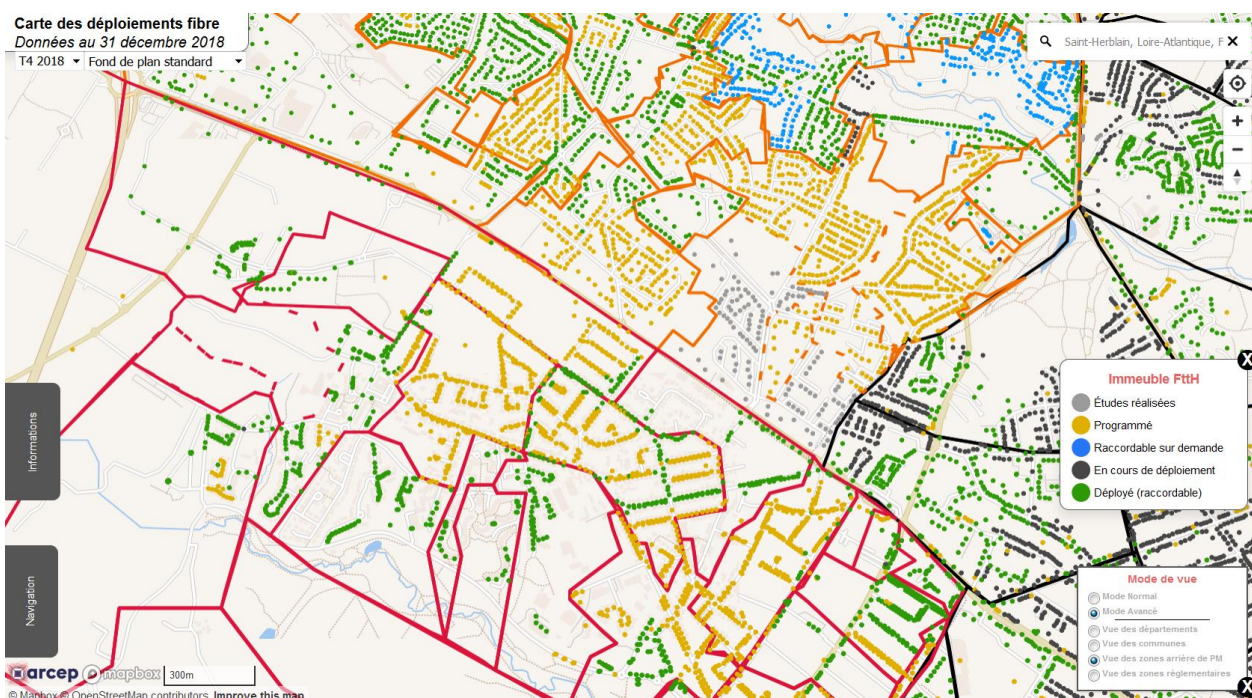 Carte des déploiements fibre
Données au 31 décembre 2018
T4 2018 Fond de plan standard
Saint-Herblain, Loire-Atlantique, F X
+
−
X
Immeuble FttH
Études réalisées
Programmé
Raccordable sur demande
En cours de déploiement
Déployé (raccordable)
Informations
Navigation
Mode de vue
Mode Normal
Mode Avancé
Vue des départements
Vue des communes
Vue des zones arrière de PM
Vue des zones réglementaires
X
arcep mapbox 300m
© Mapbox © OpenStreetMap contributors Improve this map